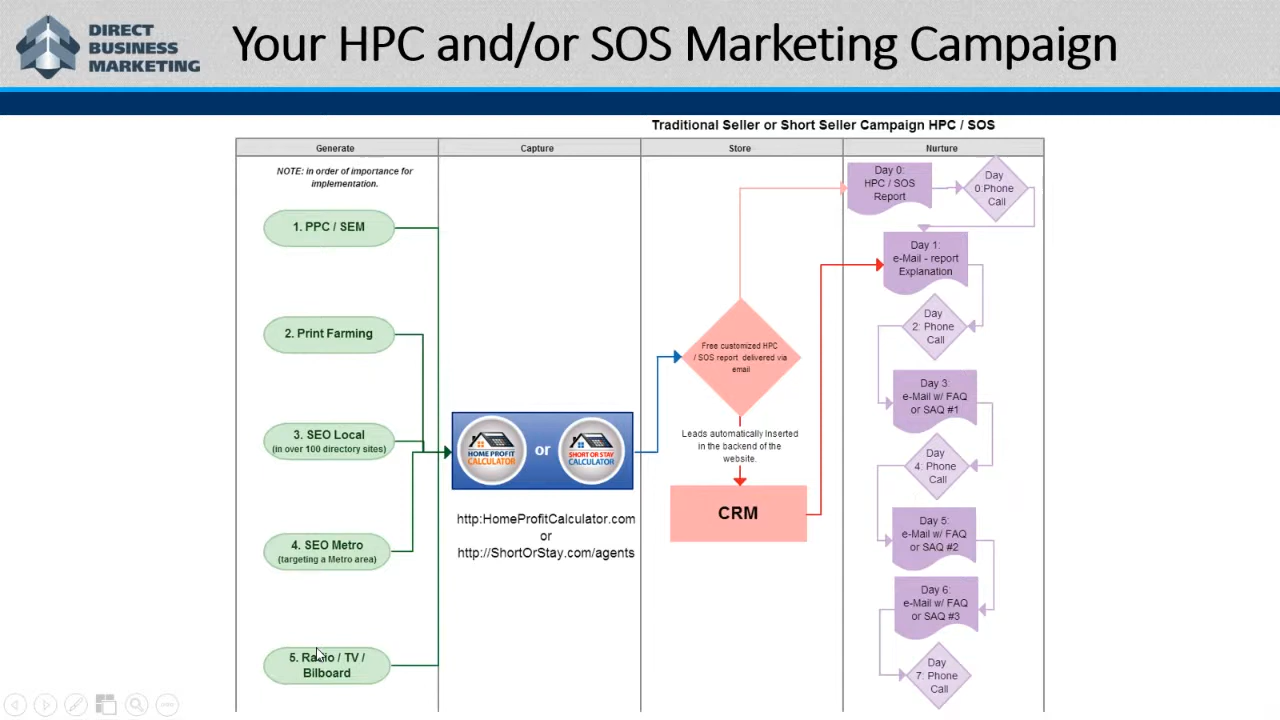 DIRECT
BUSINESS
MARKETING
Your HPC and/or SOS Marketing Campaign
Traditional Seller or Short Seller Campaign HPC / SOS
Generate
Capture
Store
Nurture
NOTE: in order of importance for
implementation.
1. PPC / SEM
2. Print Farming
3. SEO Local
(in over 100 directory sites)
4. SEO Metro
(targeting a Metro area)
5. Radio / TV /
Bilboard
HOME PROFIT
CALCULATOR
or
SHORT OR STAY
CALCULATOR
http:HomeProfitCalculator.com
or
http://ShortOrStay.com/agents
Free customized HPC
/ SOS report delivered via
email
Leads automatically Inserted
in the backend of the
website.
CRM
Day 0:
HPC / SOS
Report
Day
0:Phone
Call
Day 1:
e-Mail - report
Explanation
Day
2: Phone
Call
Day 3:
e-Mail w/ FAQ
or SAQ #1
Day
4: Phone
Call
Day 5:
e-Mail w/ FAQ
or SAQ #2
Day 6:
e-Mail w/ FAQ
or SAQ #3
Day
7: Phone
Call